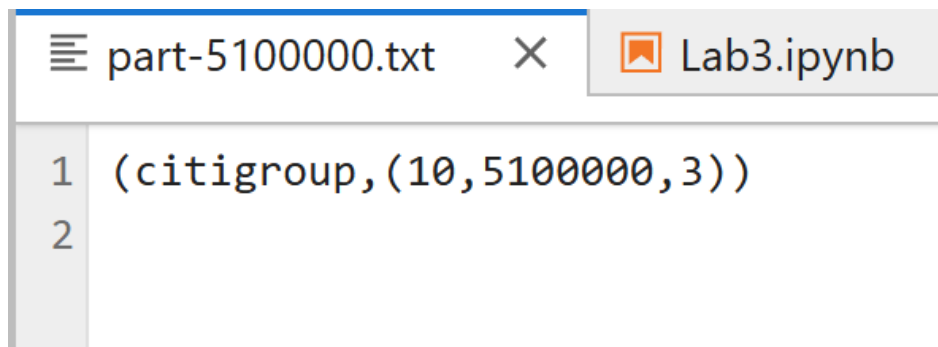 part-5100000.txt × Lab3.ipynb
1 (citigroup,(10,5100000,3))
2